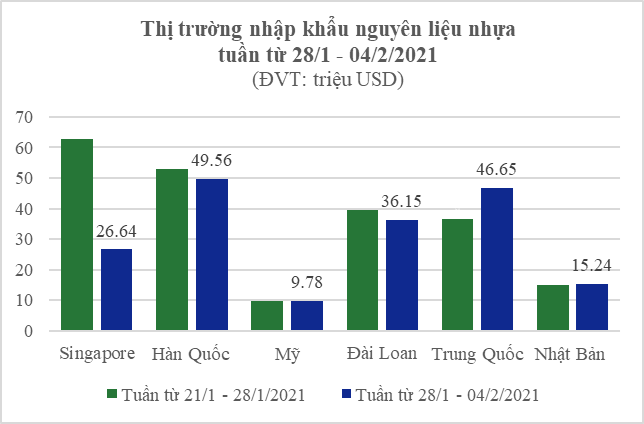 Thị trường nhập khẩu nguyên liệu nhựa
tuần từ 28/1 - 04/2/2021
(ĐVT: triệu USD)
70
60
50
40
30
20
10
0
26.64
49.56
9.78
36.15
46.65
15.24
Singapore Hàn Quốc Mỹ Đài Loan Trung Quốc Nhật Bản
Tuần từ 21/1 - 28/1/2021 Tuần từ 28/1 - 04/2/2021